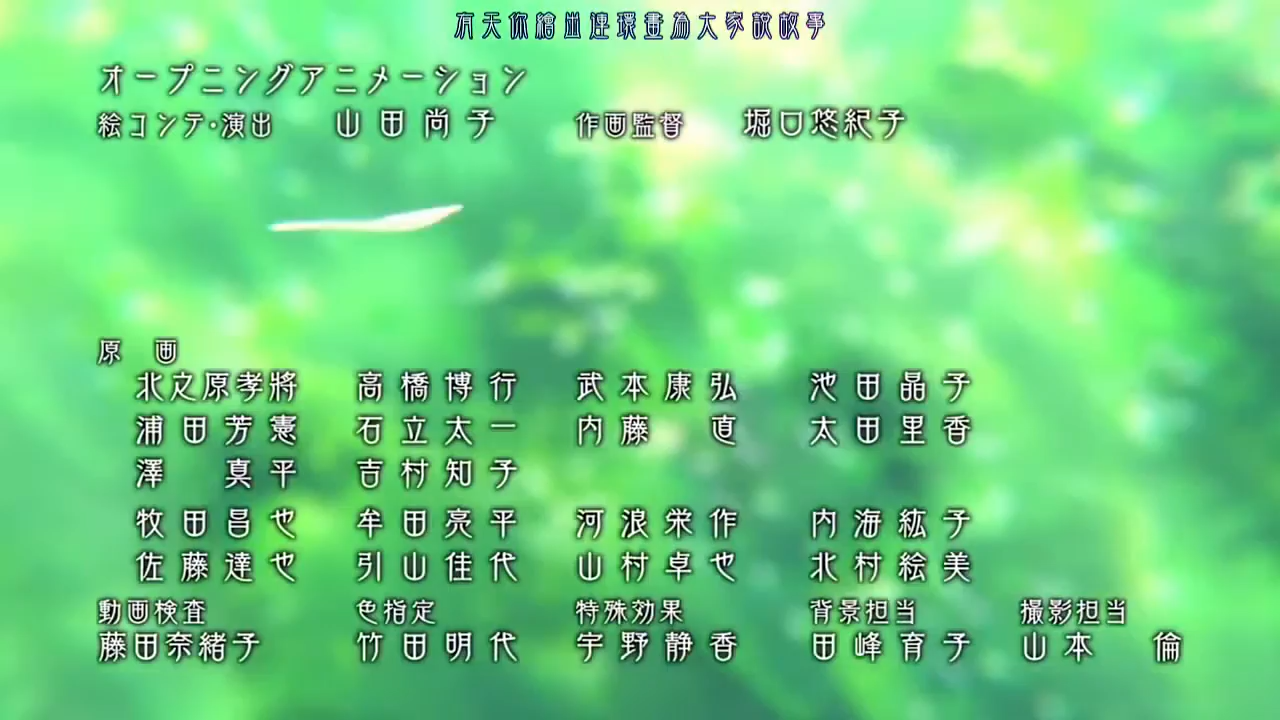 有天你繪出連環畫為大家說故事
オープニングアニメーション
絵コンテ・演出 山田尚子 作画監督 堀口悠紀子
原画
北之原孝將 高橋博行 武本康弘 池田晶子
浦田芳憲 石立太一 内藤直 太田里香
澤真平 吉村知子
牧田昌也 牟田亮平 河浪栄作 内海紘子
佐藤達也 引山佳代 山村卓也 北村絵美
動画検査 色指定 特殊効果 背景担当 撮影担当
藤田奈緒子 竹田明代 宇野静香 田峰育子 山本倫